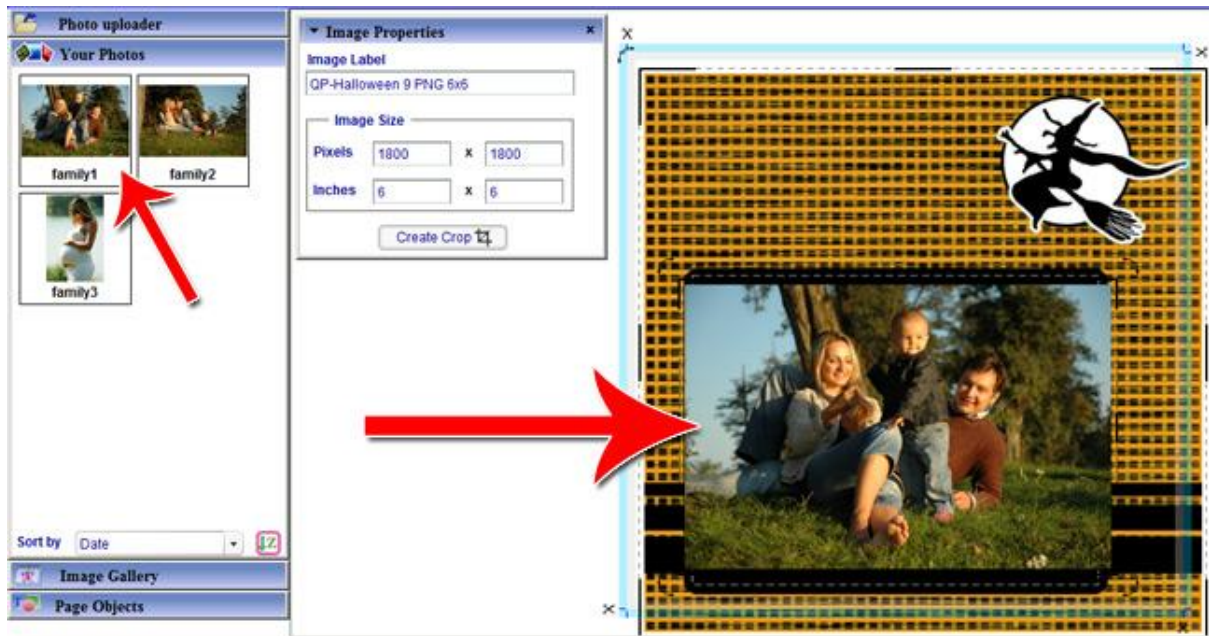 Photo uploader
Your Photos
family1
family2
family3
Sort by Date
Image Gallery
Page Objects
Image Properties x
Image Label
QP-Halloween 9 PNG 6x6
Image Size
Pixels 1800 x 1800
Inches 6 x 6
Create Crop